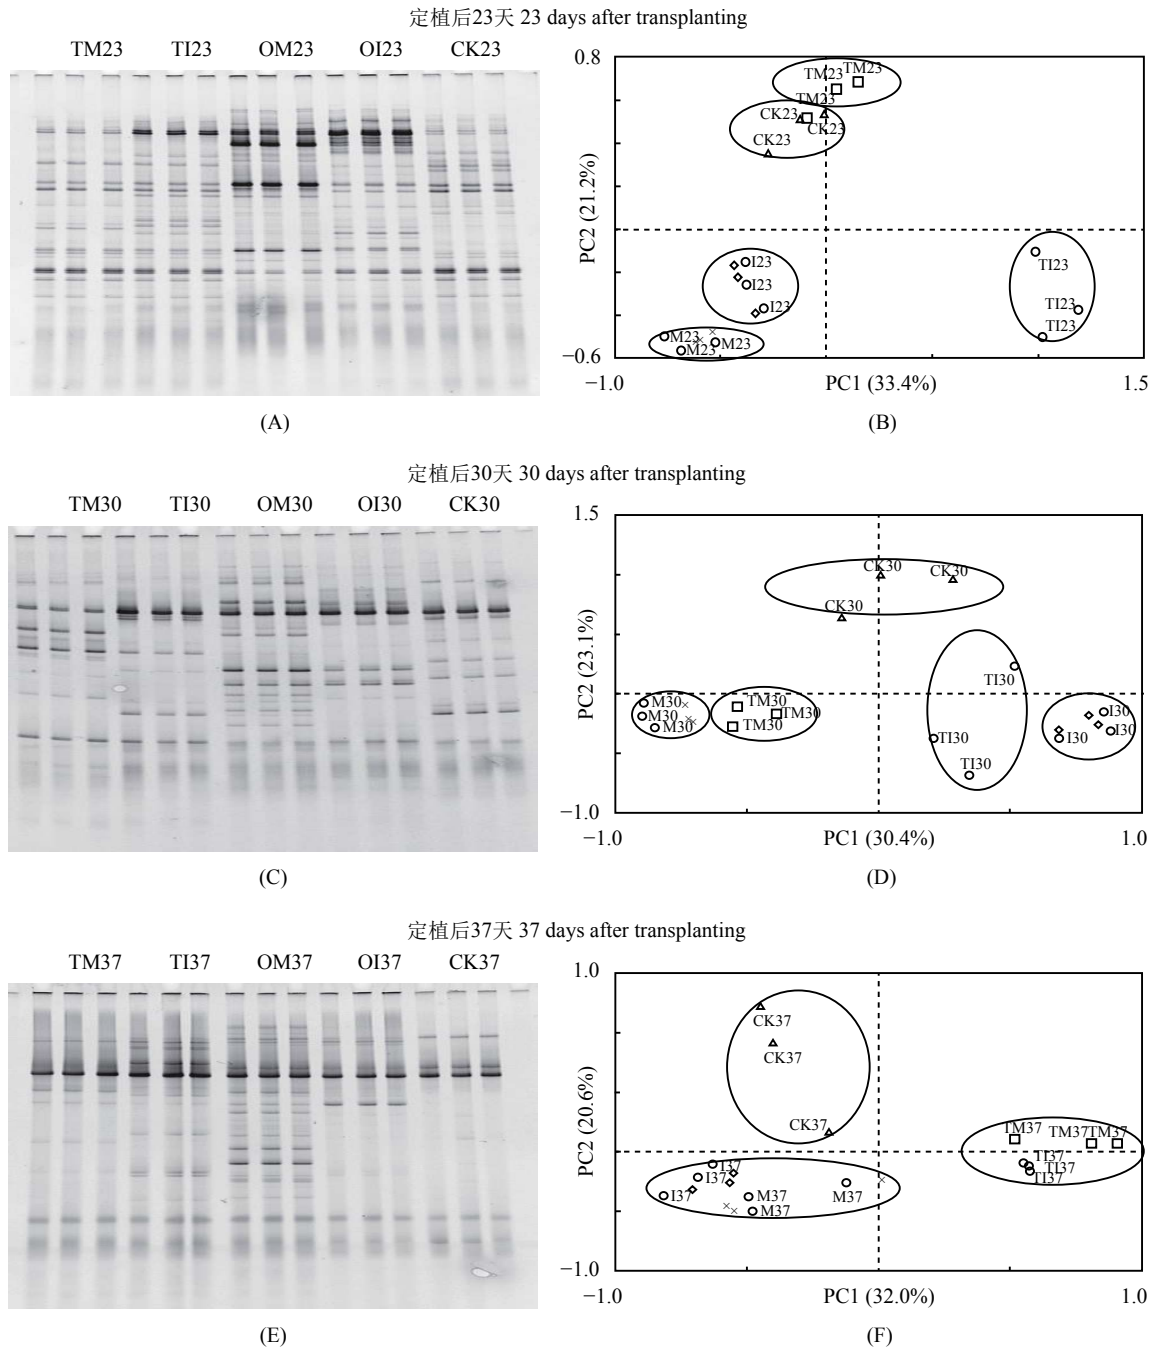 定植后23天 23 days after transplanting
TM23 TI23 OM23 OI23 CK23
0.8
TM23 TM23
TM23
CK23 CK23
CK23
PC2 (21.2%)
I23
I23
I23
TI23
TI23
TI23
M23 M23
M23
−0.6
−1.0 PC1 (33.4%) 1.5
(A) (B)
定植后30天 30 days after transplanting
TM30 TI30 OM30 OI30 CK30
1.5
CK30 CK30
CK30
PC2 (23.1%)
TI30
M30 TM30
M30 TM30 I30
M30 TM30 I30
TI30 I30
TI30
−1.0
−1.0 PC1 (30.4%) 1.0
(C) (D)
定植后37天 37 days after transplanting
TM37 TI37 OM37 OI37 CK37
1.0
CK37
CK37
CK37
PC2 (20.6%)
TM37 TM37 TM37
I37 TI37
I37 TI37
I37 M37 M37 TI37
M37
−1.0
−1.0 PC1 (32.0%) 1.0
(E) (F)